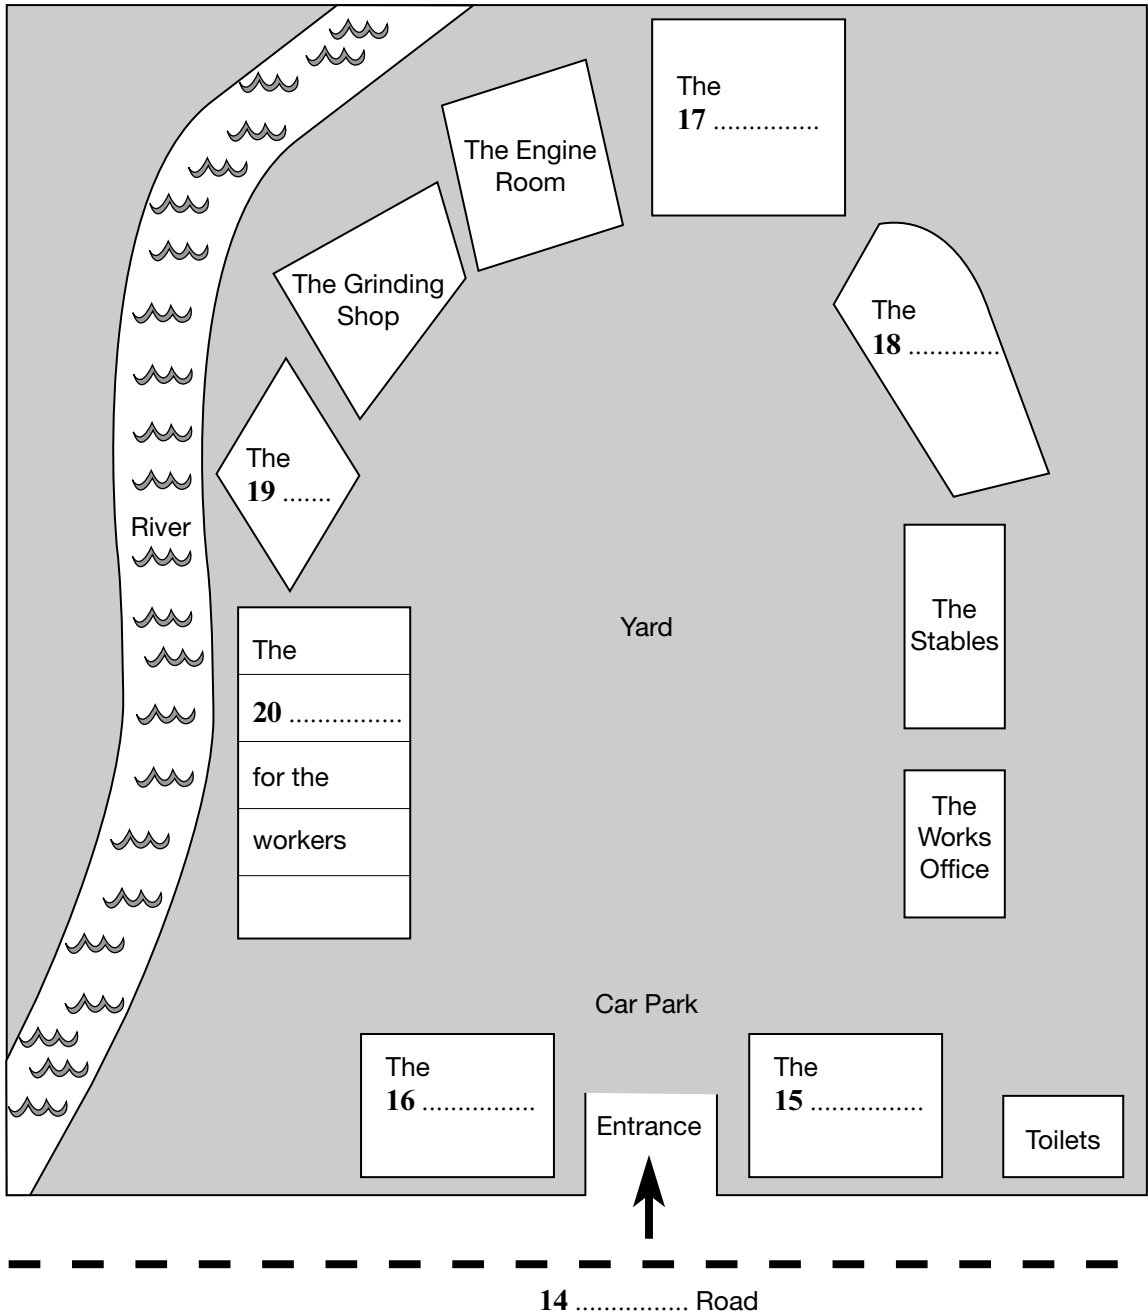 The
17 ...............
The Engine
Room
The Grinding
Shop
The
18 .............
The
19 .......
River
The
20 ................
for the
workers
Yard
The
Stables
The
Works
Office
Car Park
The
16 ................
Entrance
The
15 ................
Toilets
14 ................ Road